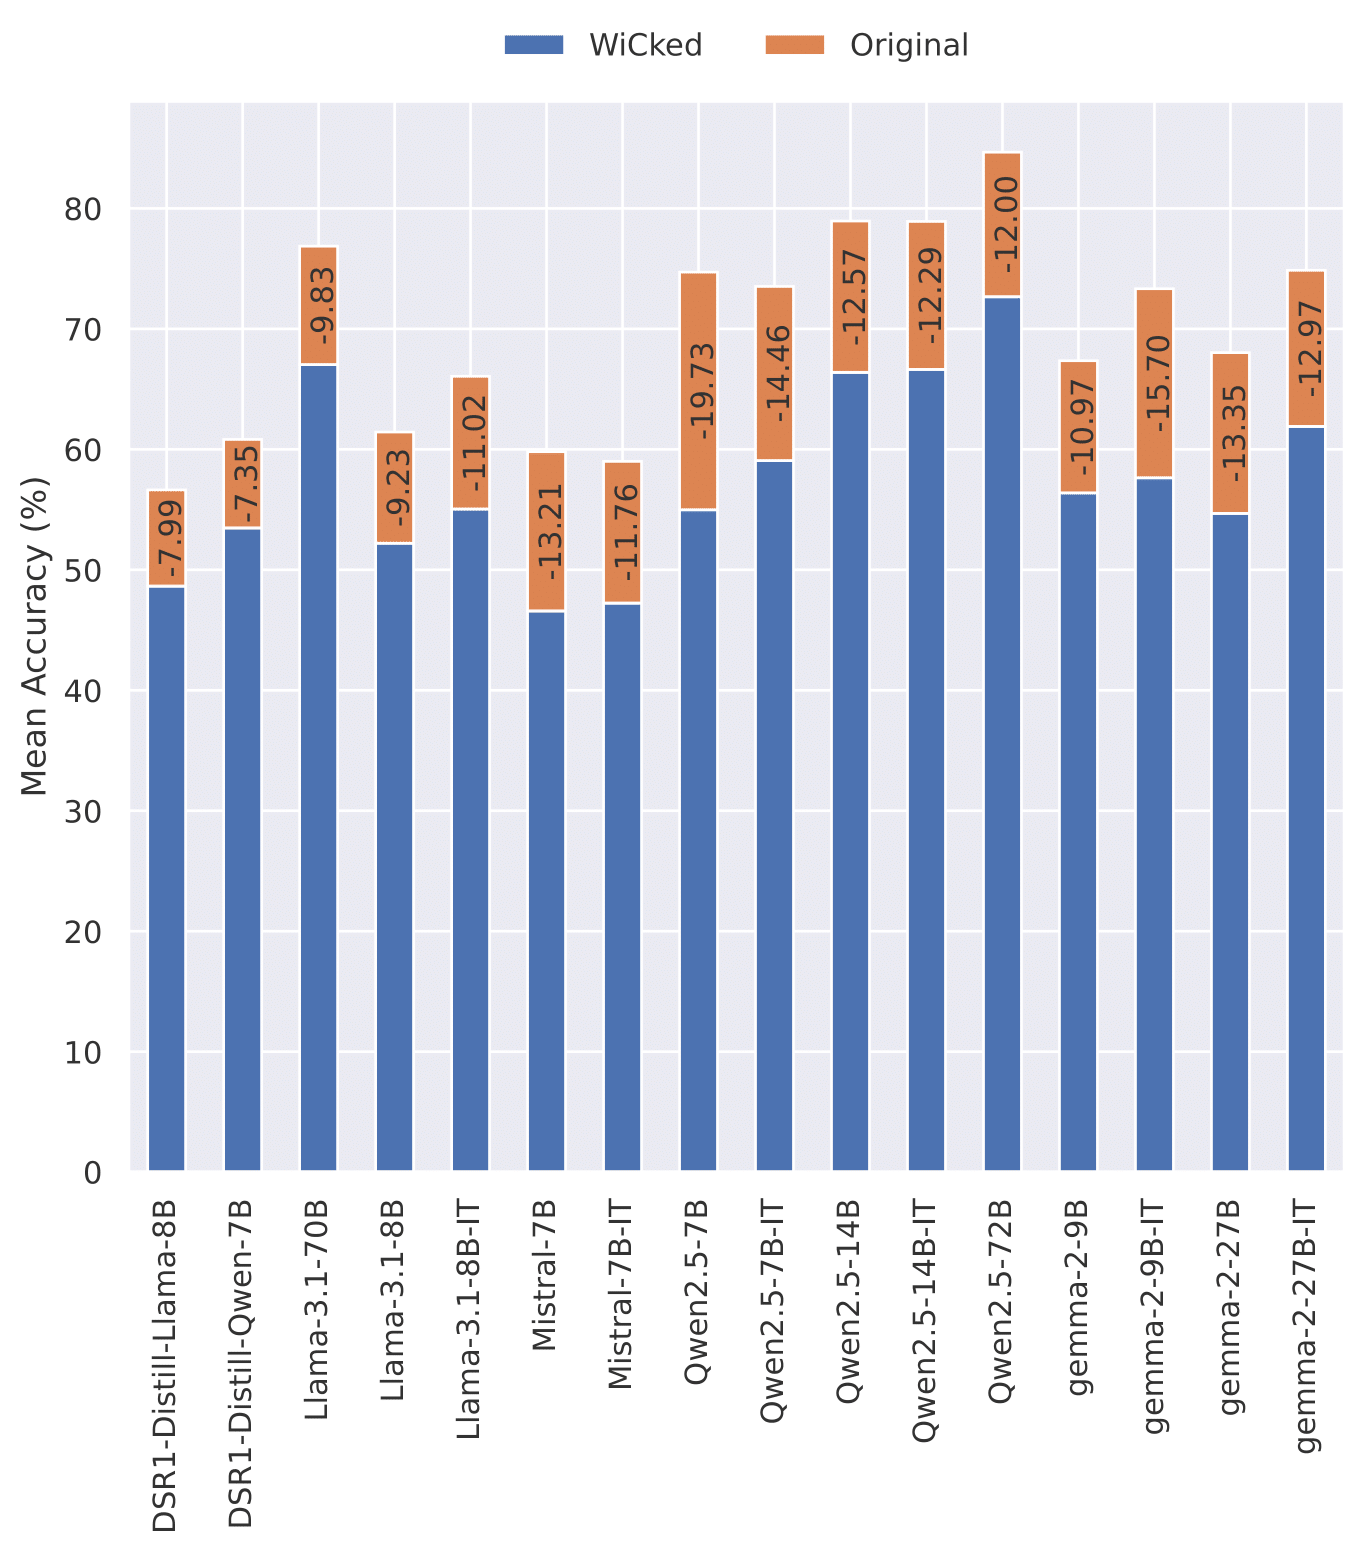 WiCked
Original
Mean Accuracy (%)
80
70
60
50
40
30
20
10
0
-7.99
-7.35
-9.83
-9.23
-11.02
-13.21
-11.76
-19.73
-14.46
-12.57
-12.29
-12.00
-10.97
-15.70
-13.35
-12.97
DSR1-Distill-Llama-8B
DSR1-Distill-Qwen-7B
Llama-3.1-70B
Llama-3.1-8B
Llama-3.1-8B-IT
Mistral-7B
Mistral-7B-IT
Qwen2.5-7B
Qwen2.5-7B-IT
Qwen2.5-14B
Qwen2.5-14B-IT
Qwen2.5-72B
gemma-2-9B
gemma-2-9B-IT
gemma-2-27B
gemma-2-27B-IT